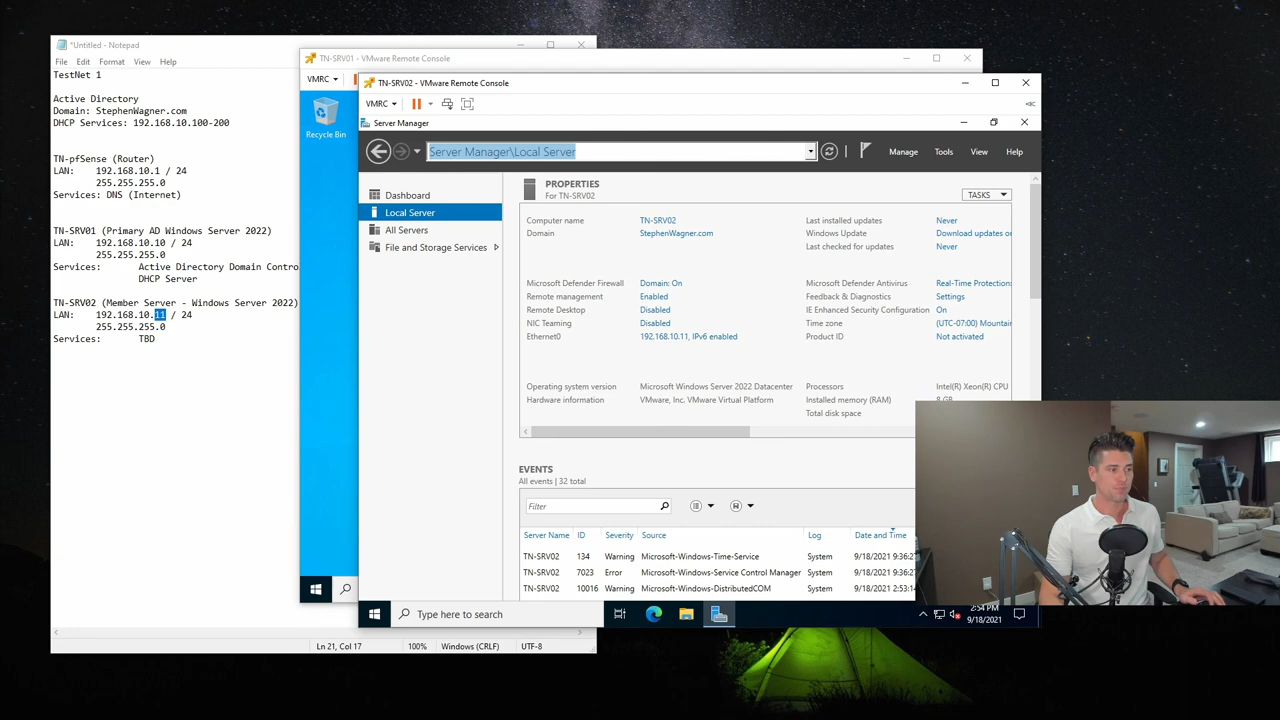 *Untitled - Notepad
File Edit Format View Help
TestNet 1
Active Directory
Domain: StephenWagner.com
DHCP Services: 192.168.10.100-200
TN-pfSense (Router)
LAN: 192.168.10.1 / 24
255.255.255.0
Services: DNS (Internet)
TN-SRV01 (Primary AD Windows Server 2022)
LAN: 192.168.10.10 / 24
255.255.255.0
Services: Active Directory Domain Contro
DHCP Server
TN-SRV02 (Member Server - Windows Server 2022)
LAN: 192.168.10.11 / 24
255.255.255.0
Services: TBD
Ln 21, Col 17 100% Windows (CRLF) UTF-8
TN-SRV01 - VMware Remote Console
VMRC
Recycle Bin
TN-SRV02 - VMware Remote Console
VMRC
Server Manager
Server Manager\Local Server
Manage Tools View Help
Dashboard
Local Server
All Servers
File and Storage Services
PROPERTIES
For TN-SRV02
TASKS
Computer name TN-SRV02 Last installed updates Never
Domain StephenWagner.com Windows Update Download updates o
Last checked for updates Never
Microsoft Defender Firewall Domain: On Microsoft Defender Antivirus Real-Time Protection:
Remote management Enabled Feedback & Diagnostics Settings
Remote Desktop Disabled IE Enhanced Security Configuration On
NIC Teaming Disabled Time zone (UTC-07:00) Mountai
Ethernet0 192.168.10.11, IPv6 enabled Product ID Not activated
Operating system version Microsoft Windows Server 2022 Datacenter Processors Intel(R) Xeon(R) CPU
Hardware information VMware, Inc. VMware Virtual Platform Installed memory (RAM) 8 GB
Total disk space
EVENTS
All events | 32 total
Filter
Server Name ID Severity Source Log Date and Time
TN-SRV02 134 Warning Microsoft-Windows-Time-Service System 9/18/2021 9:36:2
TN-SRV02 7023 Error Microsoft-Windows-Service Control Manager System 9/18/2021 9:36:2
TN-SRV02 10016 Warning Microsoft-Windows-DistributedCOM System 9/18/2021 2:53:1
Type here to search
2:54 PM
9/18/2021